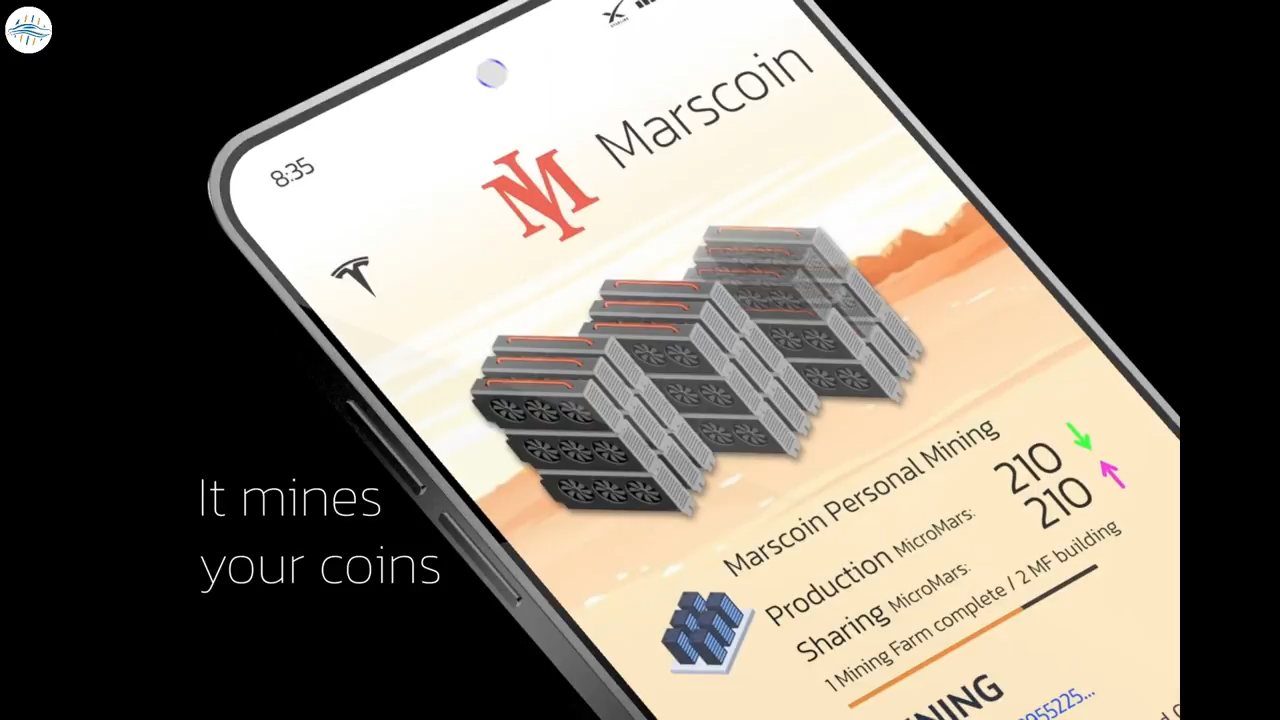 8:35
Marscoin
It mines
your coins
Marscoin Personal Mining
Production MicroMars: 210
Sharing MicroMars: 210
1 Mining Farm complete / 2 MF building